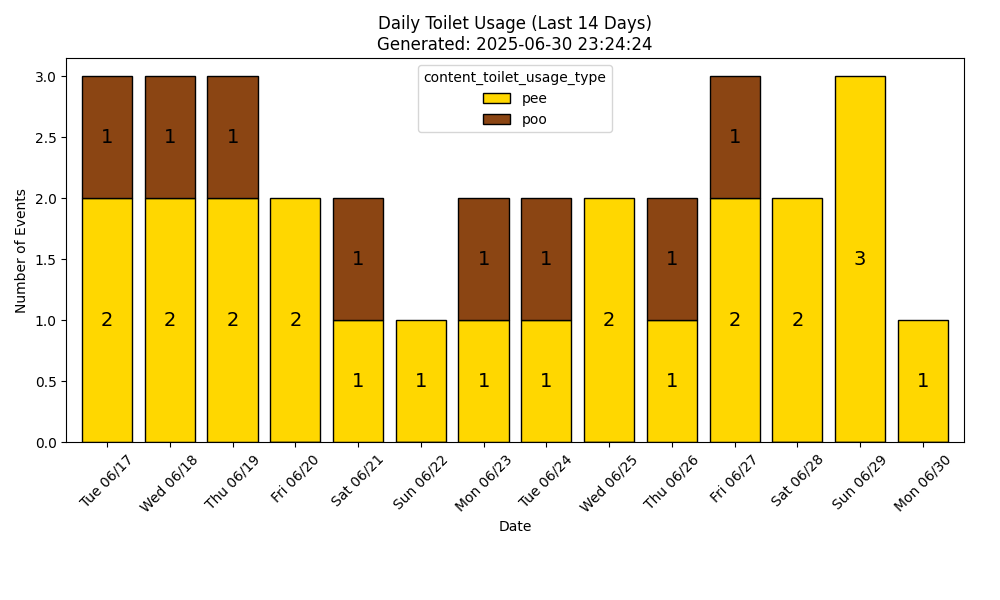 Daily Toilet Usage (Last 14 Days)
Generated: 2025-06-30 23:24:24
content_toilet_usage_type
pee
poo
Number of Events
3.0
2.5
2.0
1.5
1.0
0.5
0.0
1 1 1 1
1 1 1 1 3
2 2 2 2 2 2 2
1 1 1 1 1 1
Tue 06/17
Wed 06/18
Thu 06/19
Fri 06/20
Sat 06/21
Sun 06/22
Mon 06/23
Tue 06/24
Wed 06/25
Thu 06/26
Fri 06/27
Sat 06/28
Sun 06/29
Mon 06/30
Date